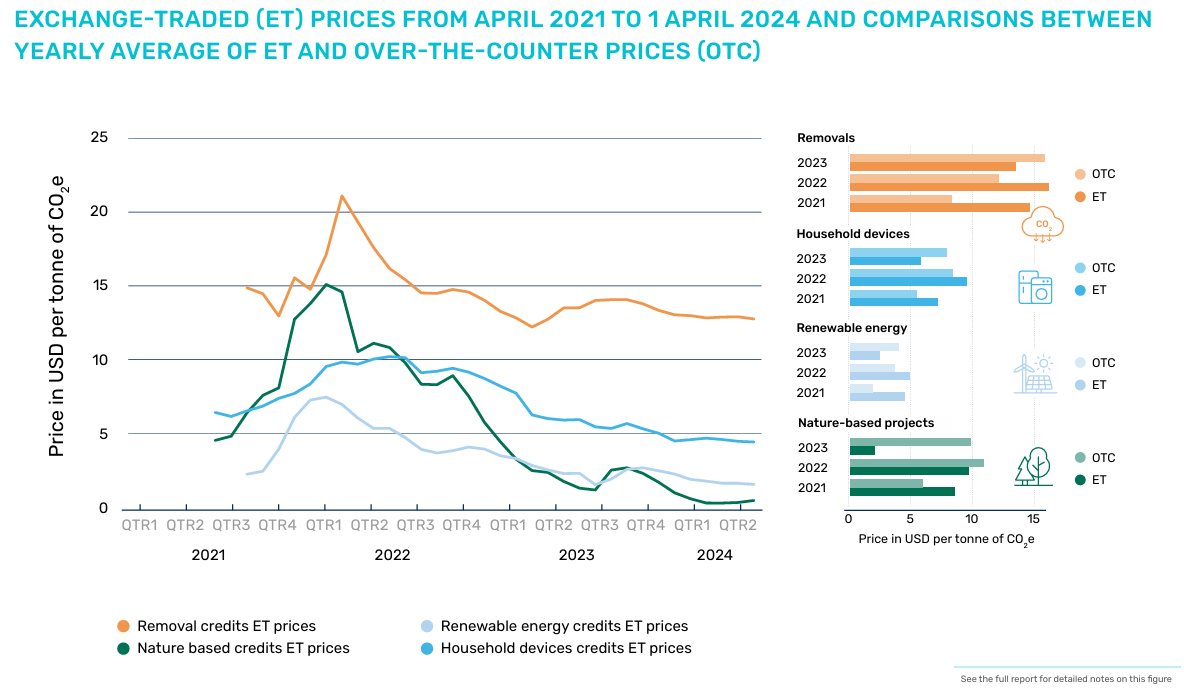 EXCHANGE-TRADED (ET) PRICES FROM APRIL 2021 TO 1 APRIL 2024 AND COMPARISONS BETWEEN
YEARLY AVERAGE OF ET AND OVER-THE-COUNTER PRICES (OTC)
Price in USD per tonne of CO₂e
25
20
15
10
5
0
QTR1 QTR2 QTR3 QTR4 QTR1 QTR2 QTR3 QTR4 QTR1 QTR2 QTR3 QTR4 QTR1 QTR2
2021 2022 2023 2024
Removal credits ET prices
Nature based credits ET prices
Renewable energy credits ET prices
Household devices credits ET prices
Removals
2023
2022
2021
OTC
ET
CO₂
Household devices
2023
2022
2021
OTC
ET
Renewable energy
2023
2022
2021
OTC
ET
Nature-based projects
2023
2022
2021
OTC
ET
0 5 10 15
Price in USD per tonne of CO₂e
See the full report for detailed notes on this figure